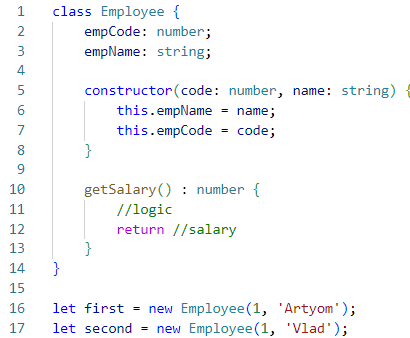 1 class Employee {
2     empCode: number;
3     empName: string;
4
5     constructor(code: number, name: string) {
6         this.empName = name;
7         this.empCode = code;
8     }
9
10     getSalary() : number {
11         //logic
12         return //salary
13     }
14 }
15
16 let first = new Employee(1, 'Artyom');
17 let second = new Employee(1, 'Vlad');